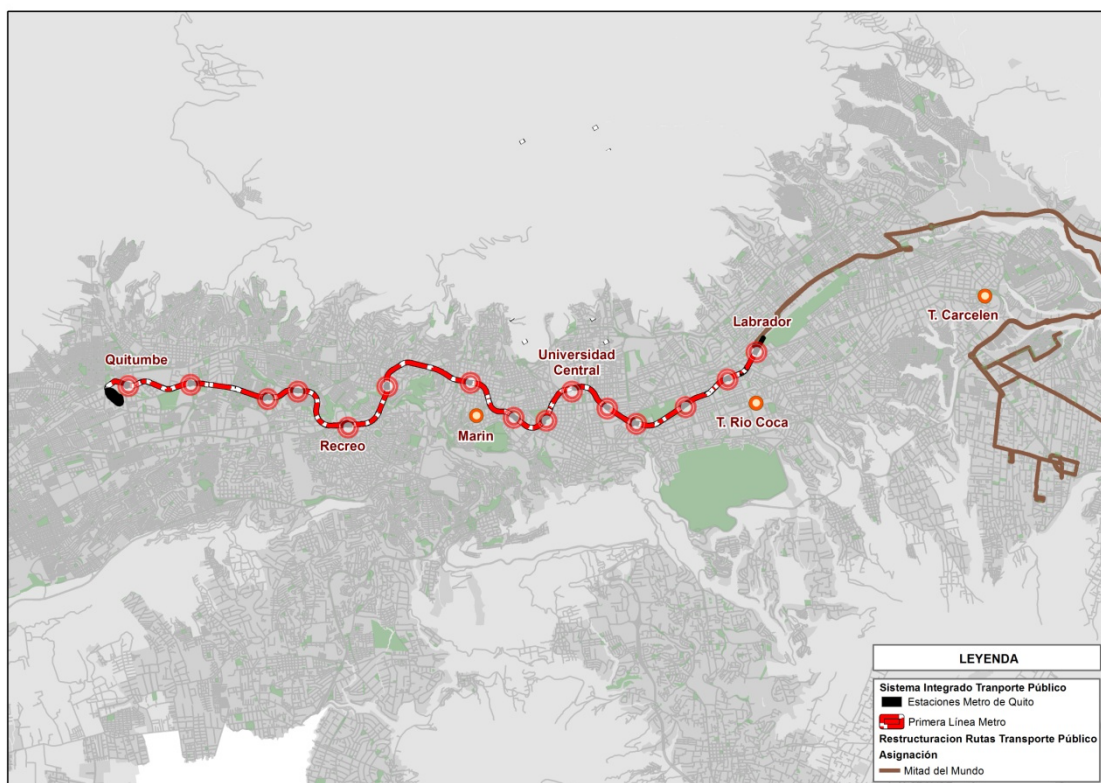 Labrador
T. Carcelen
Quitumbe
Universidad
Central
Recreo
Marin
T. Rio Coca
LEYENDA
Sistema Integrado Tranporte Público
Estaciones Metro de Quito
Primera Línea Metro
Restructuracion Rutas Transporte Público
Asignación
Mitad del Mundo